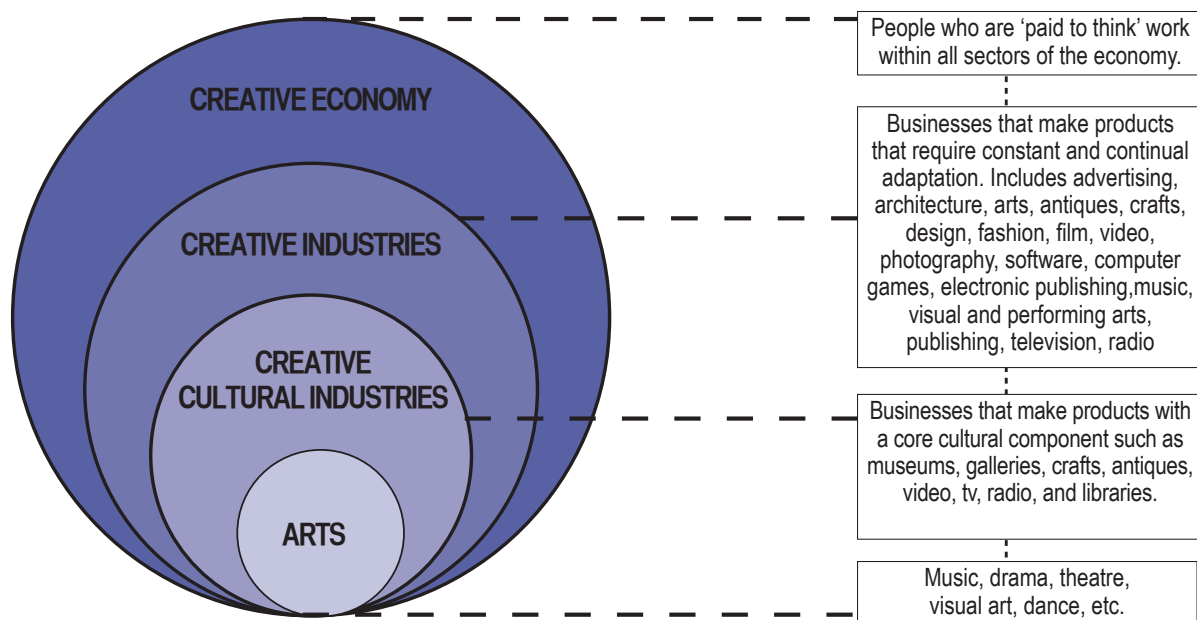 CREATIVE ECONOMY
CREATIVE INDUSTRIES
CREATIVE
CULTURAL INDUSTRIES
ARTS
People who are ‘paid to think’ work
within all sectors of the economy.
Businesses that make products
that require constant and continual
adaptation. Includes advertising,
architecture, arts, antiques, crafts,
design, fashion, film, video,
photography, software, computer
games, electronic publishing,music,
visual and performing arts,
publishing, television, radio
Businesses that make products with
a core cultural component such as
museums, galleries, crafts, antiques,
video, tv, radio, and libraries.
Music, drama, theatre,
visual art, dance, etc.